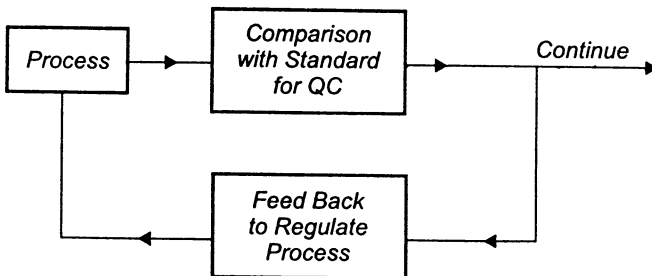 Process
Comparison
with Standard
for QC
Continue
Feed Back
to Regulate
Process